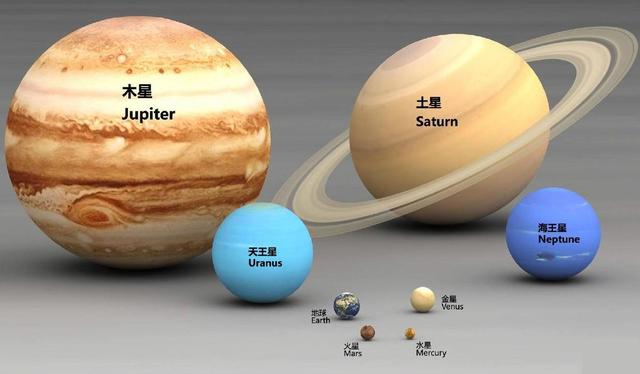 木星
Jupiter
土星
Saturn
天王星
Uranus
海王星
Neptune
地球
Earth
金星
Venus
火星
Mars
水星
Mercury